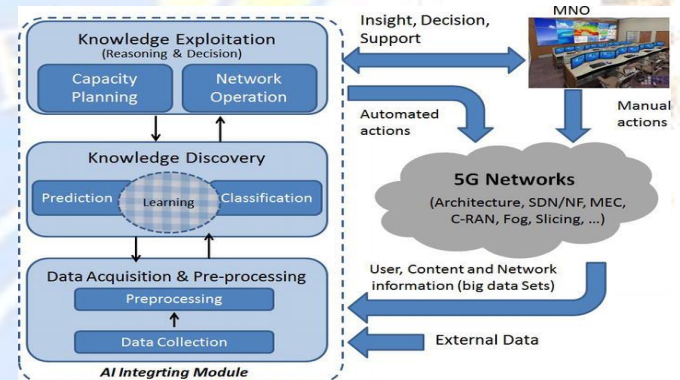 Knowledge Exploitation
(Reasoning & Decision)
Capacity
Planning
Network
Operation
Knowledge Discovery
Prediction
Learning
Classification
Data Acquisition & Pre-processing
Preprocessing
Data Collection
AI Integrting Module
Insight, Decision,
Support
MNO
Automated
actions
Manual
actions
5G Networks
(Architecture, SDN/NF, MEC,
C-RAN, Fog, Slicing, ...)
User, Content and Network
information (big data Sets)
External Data